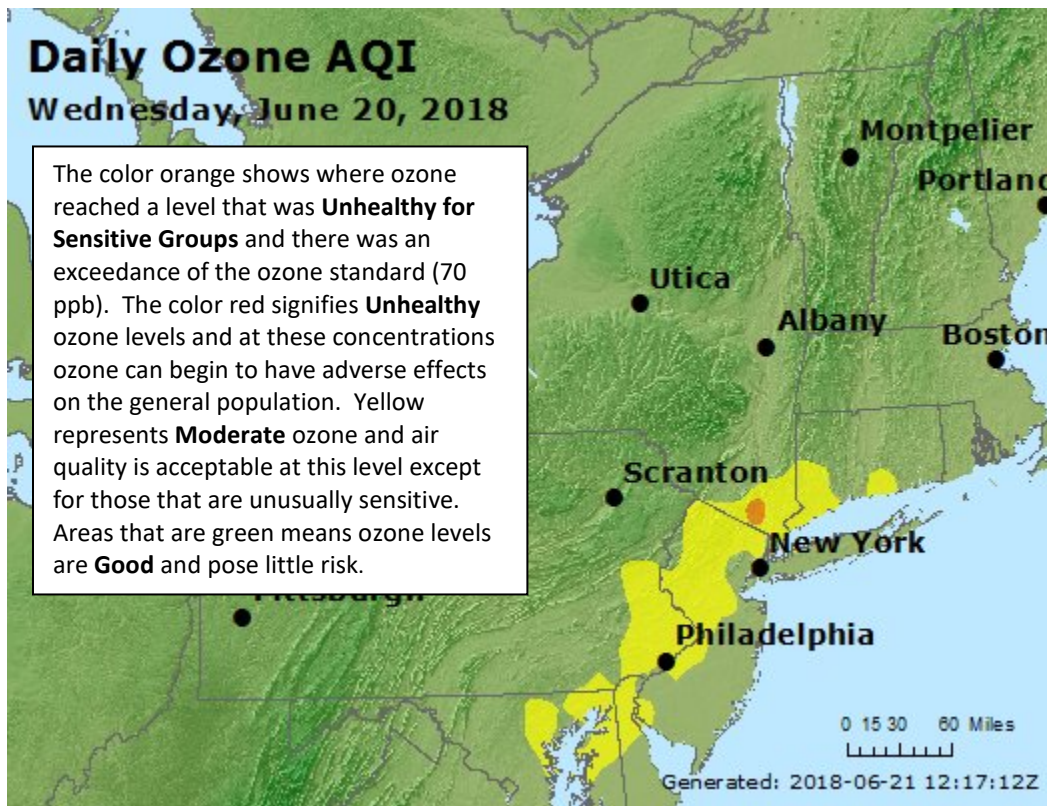 Daily Ozone AQI
Wednesday, June 20, 2018
The color orange shows where ozone
reached a level that was Unhealthy for
Sensitive Groups and there was an
exceedance of the ozone standard (70
ppb). The color red signifies Unhealthy
ozone levels and at these concentrations
ozone can begin to have adverse effects
on the general population. Yellow
represents Moderate ozone and air
quality is acceptable at this level except
for those that are unusually sensitive.
Areas that are green means ozone levels
are Good and pose little risk.
Montpelier
Portland
Utica
Albany
Boston
Scranton
New York
Pittsburgh
Philadelphia
0 15 30 60 Miles
Generated: 2018-06-21 12:17:12Z